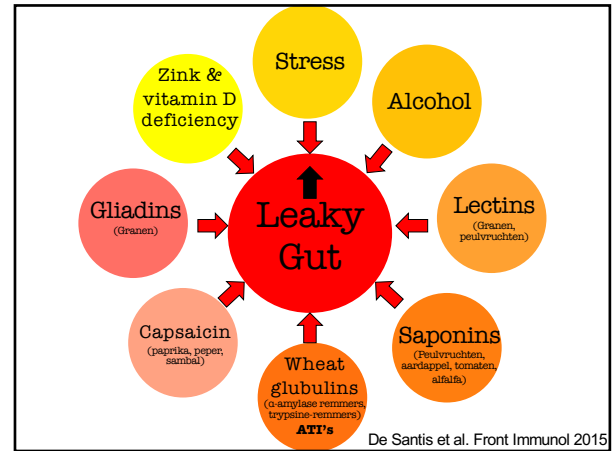 Stress
Alcohol
Lectins
(Granen,
peulvruchten)
Saponins
(Peulvruchten,
aardappel, tomaten,
alfalfa)
Wheat
glubulins
(α-amylase remmers,
trypsine-remmers)
ATI's
Capsaicin
(paprika, peper,
sambal)
Gliadins
(Granen)
Zink &
vitamin D
deficiency
Leaky
Gut
De Santis et al. Front Immunol 2015